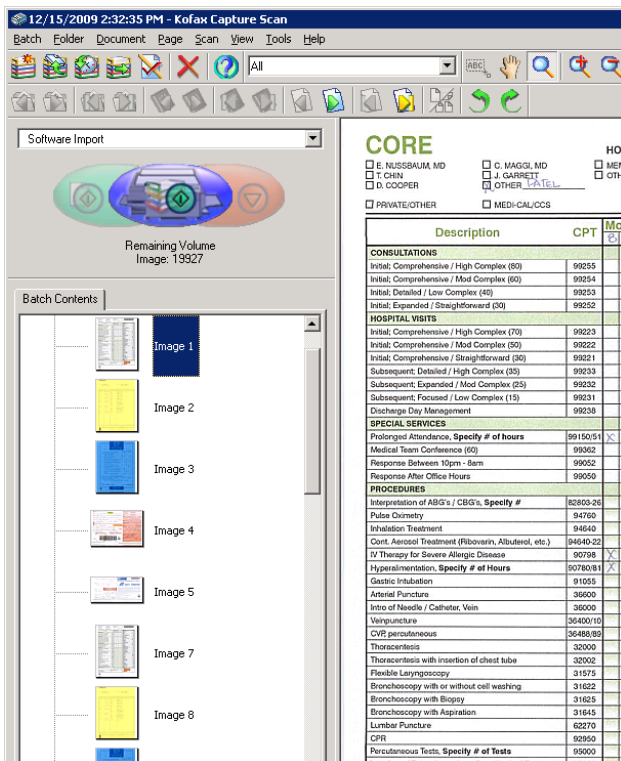 12/15/2009 2:32:35 PM - Kofax Capture Scan
Batch Folder Document Page Scan View Tools Help
All
ABC
Software Import
Remaining Volume
Image: 19927
Batch Contents
Image 1
Image 2
Image 3
Image 4
Image 5
Image 7
Image 8
CORE
HO
E. NUSSBAUM, MD C. MAGGI, MD MEM
T. CHIN J. GARRETT OTH
D. COOPER OTHER PATEL
PRIVATE/OTHER MEDI-CAL/CCS
Description CPT Mo
8
CONSULTATIONS
Initial; Comprehensive / High Complex (80) 99255
Initial; Comprehensive / Mod Complex (60) 99254
Initial; Detailed / Low Complex (40) 99253
Initial; Expanded / Straightforward (30) 99252
HOSPITAL VISITS
Initial; Comprehensive / High Complex (70) 99223
Initial; Comprehensive / Mod Complex (50) 99222
Initial; Comprehensive / Straightforward (30) 99221
Subsequent; Detailed / High Complex (35) 99233
Subsequent; Expanded / Mod Complex (25) 99232
Subsequent; Focused / Low Complex (15) 99231
Discharge Day Management 99238
SPECIAL SERVICES
Prolonged Attendance, Specify # of hours 99150/51 X
Medical Team Conference (60) 99362
Response Between 10pm - 8am 99052
Response After Office Hours 99050
PROCEDURES
Interpretation of ABG's / CBG's, Specify # 82803-26
Pulse Oximetry 94760
Inhalation Treatment 94640
Cont. Aerosol Treatment (Ribovarin, Albuterol, etc.) 94640-22
IV Therapy for Severe Allergic Disease 90798 X
Hyperalimentation, Specify # of Hours 90780/81 X
Gastric Intubation 91055
Arterial Puncture 36600
Intro of Needle / Catheter, Vein 36000
Veinpuncture 36400/10
CVP, percutaneous 36488/89
Thoracentesis 32000
Thoracentesis with insertion of chest tube 32002
Flexible Laryngoscopy 31575
Bronchoscopy with or without cell washing 31622
Bronchoscopy with Biopsy 31625
Bronchoscopy with Aspiration 31645
Lumbar Puncture 62270
CPR 92950
Percutaneous Tests, Specify # of Tests 95000